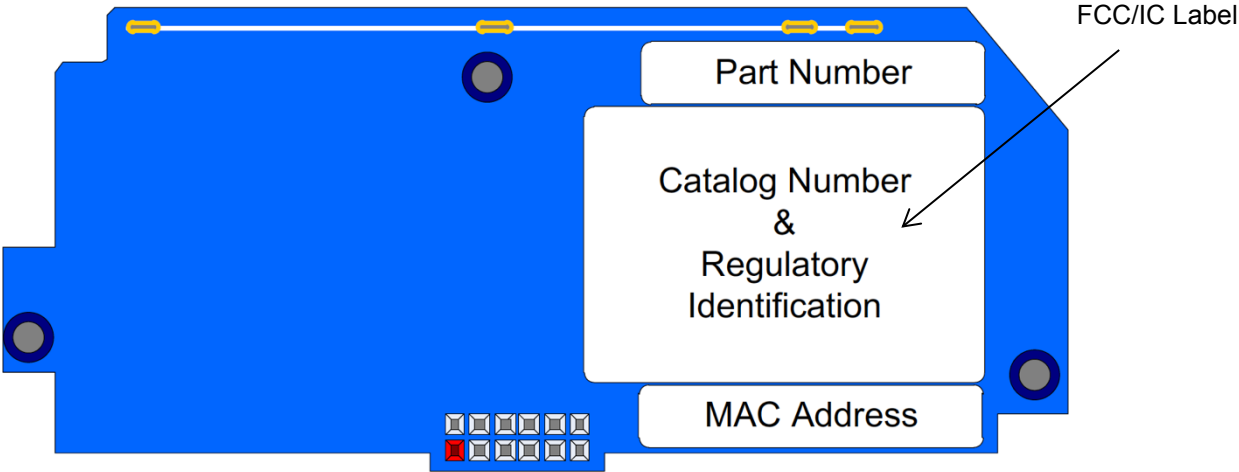 FCC/IC Label
Part Number
Catalog Number
&
Regulatory
Identification
MAC Address